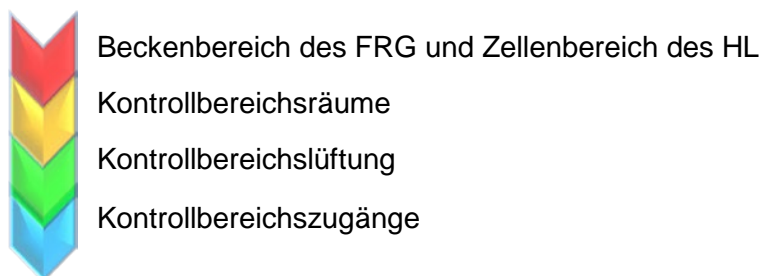 Beckenbereich des FRG und Zellenbereich des HL
Kontrollbereichsräume
Kontrollbereichslüftung
Kontrollbereichszugänge